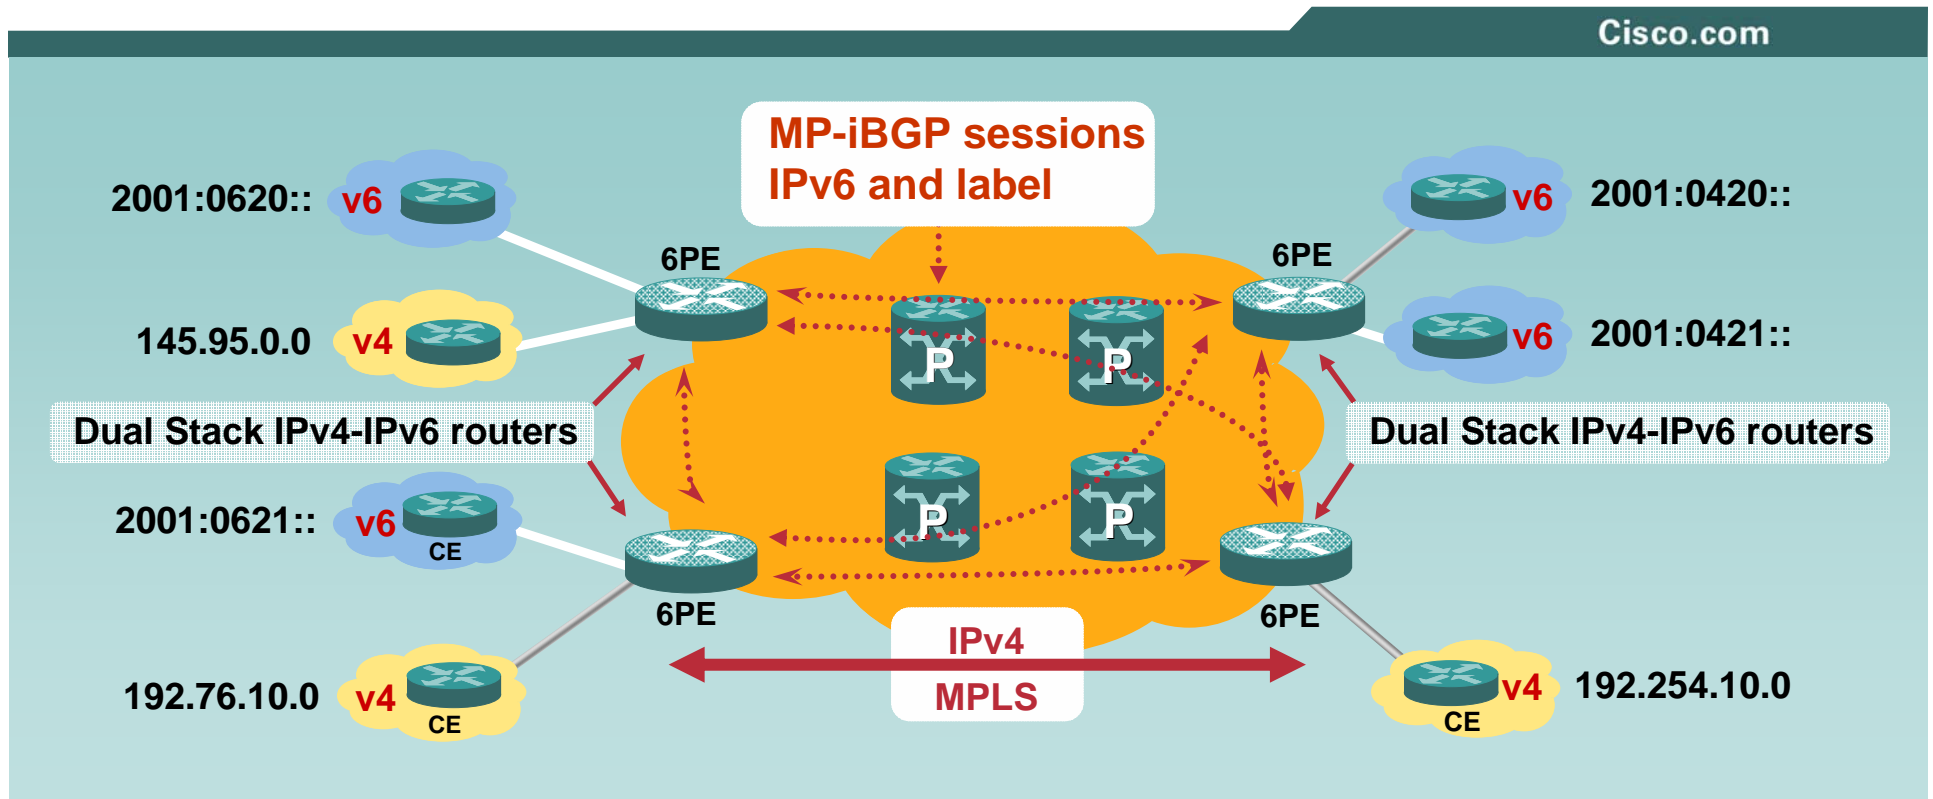 Cisco.com
MP-iBGP sessions
IPv6 and label
2001:0620::
v6
6PE
6PE
v6
2001:0420::
145.95.0.0
v4
P
P
v6
2001:0421::
Dual Stack IPv4-IPv6 routers
Dual Stack IPv4-IPv6 routers
2001:0621::
v6
CE
P
P
6PE
6PE
IPv4
MPLS
192.76.10.0
v4
CE
v4
CE
192.254.10.0